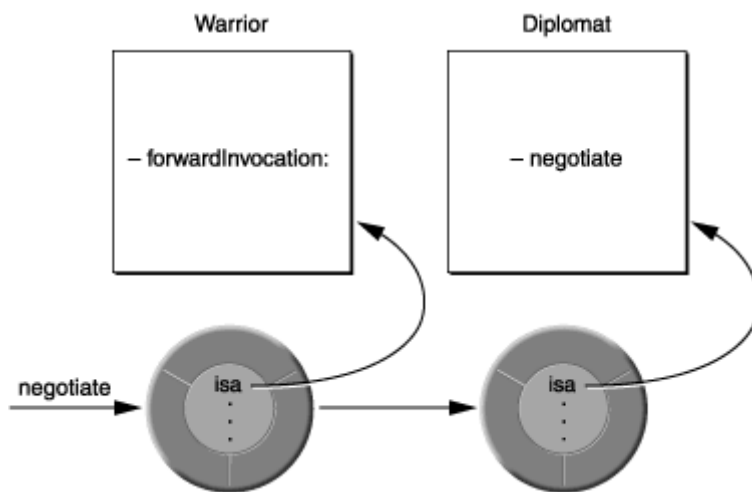 Warrior
Diplomat
– forwardInvocation:
– negotiate
negotiate
isa
isa